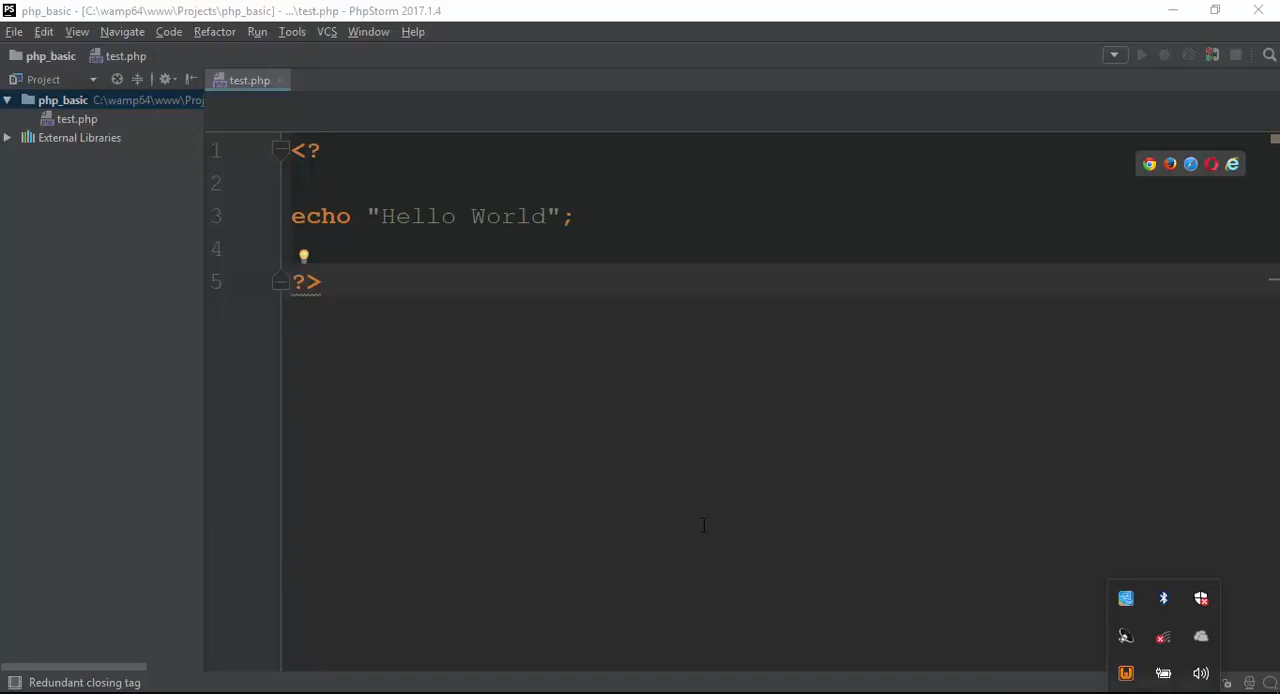 PS php_basic - [C:\wamp64\www\Projects\php_basic] - ...\test.php - PhpStorm 2017.1.4
File Edit View Navigate Code Refactor Run Tools VCS Window Help
php_basic test.php
Project test.php
php_basic C:\wamp64\www\Proj
test.php
External Libraries
1 <?
2
3 echo "Hello World";
4
5 ?>
Redundant closing tag